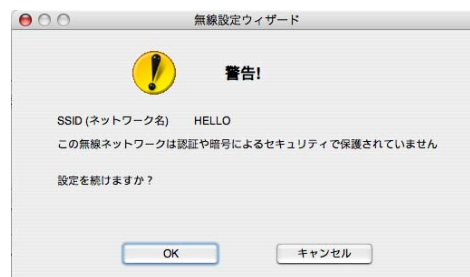 無線設定ウィザード
警告!
SSID (ネットワーク名) HELLO
この無線ネットワークは認証や暗号によるセキュリティで保護されていません
設定を続けますか？
OK キャンセル